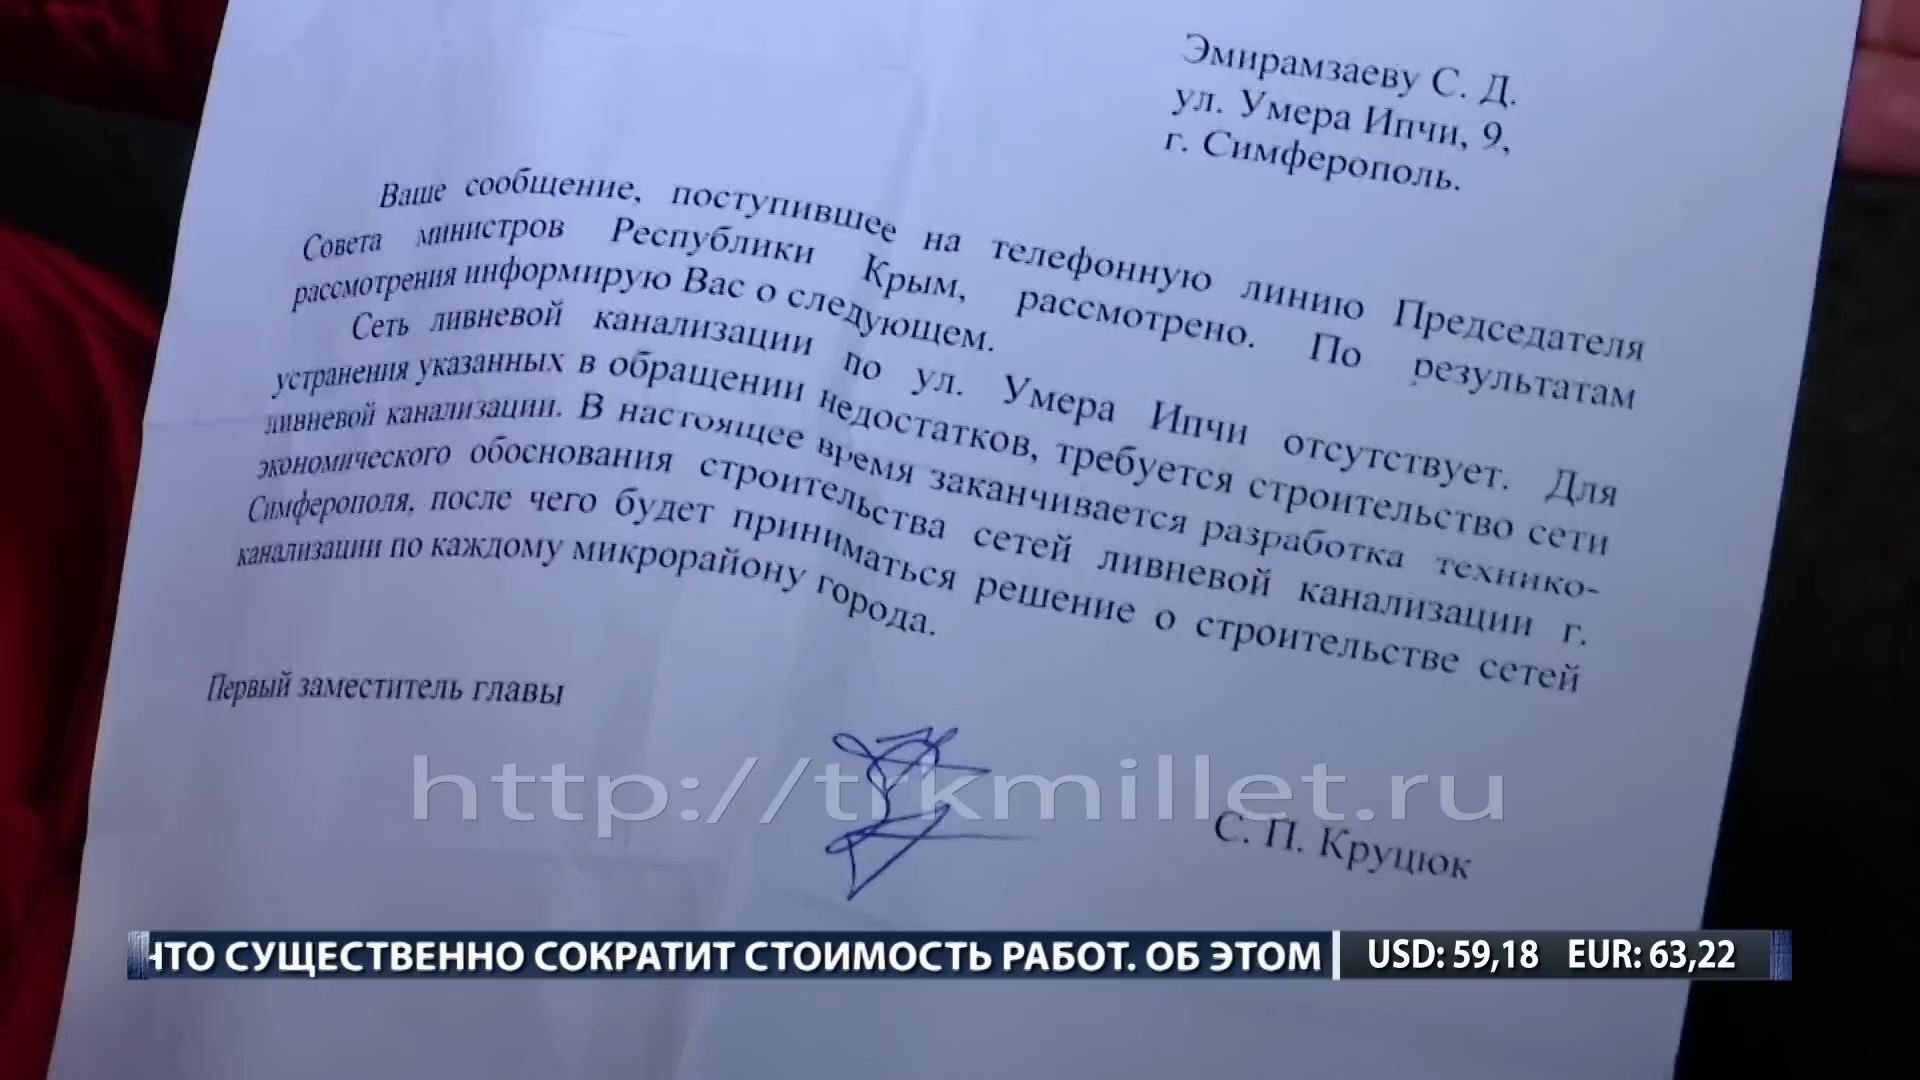 Эмирамзаеву С. Д.
ул. Умера Ипчи, 9,
г. Симферополь.
Ваше сообщение, поступившее на телефонную линию Председателя
Совета министров Республики Крым, рассмотрено. По результатам
рассмотрения информирую Вас о следующем.
Сеть ливневой канализации по ул. Умера Ипчи отсутствует. Для
устранения указанных в обращении недостатков, требуется строительство сети
ливневой канализации. В настоящее время заканчивается разработка технико-
экономического обоснования строительства сетей ливневой канализации г.
Симферополя, после чего будет приниматься решение о строительстве сетей
канализации по каждому микрорайону города.
Первый заместитель главы
http://trkmillet.ru
С. П. Круцюк
ЧТО СУЩЕСТВЕННО СОКРАТИТ СТОИМОСТЬ РАБОТ. ОБ ЭТОМ
USD: 59,18 EUR: 63,22